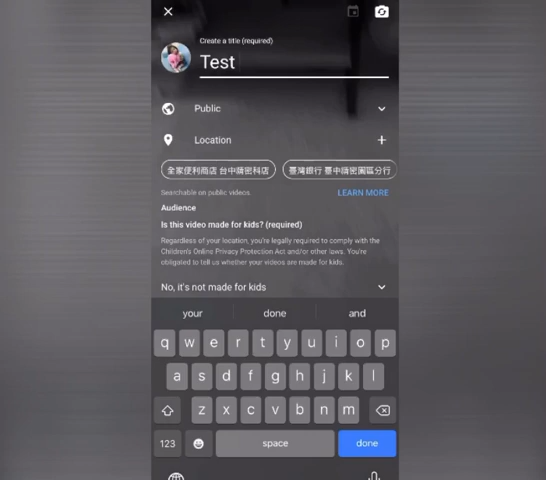 Create a title (required)
Test
Public
Location
全家便利商店 台中精密科店
臺灣銀行 臺中精密園區分行
Searchable on public videos
LEARN MORE
Audience
Is this video made for kids? (required)
Regardless of your location, you're legally required to comply with the
Children's Online Privacy Protection Act and/or other laws. You're
obligated to tell us whether your videos are made for kids.
No, it's not made for kids
your done and
q w e r t y u i o p
a s d f g h j k l
z x c v b n m
123 space done